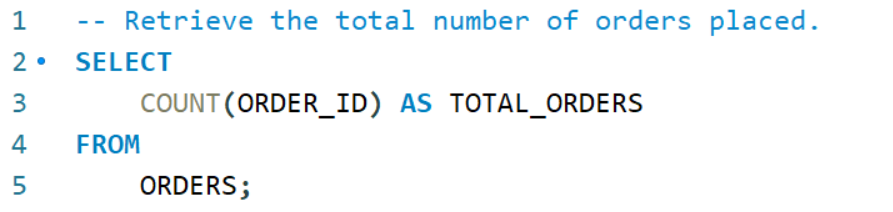 1 -- Retrieve the total number of orders placed.
2 • SELECT
3 COUNT(ORDER_ID) AS TOTAL_ORDERS
4 FROM
5 ORDERS;